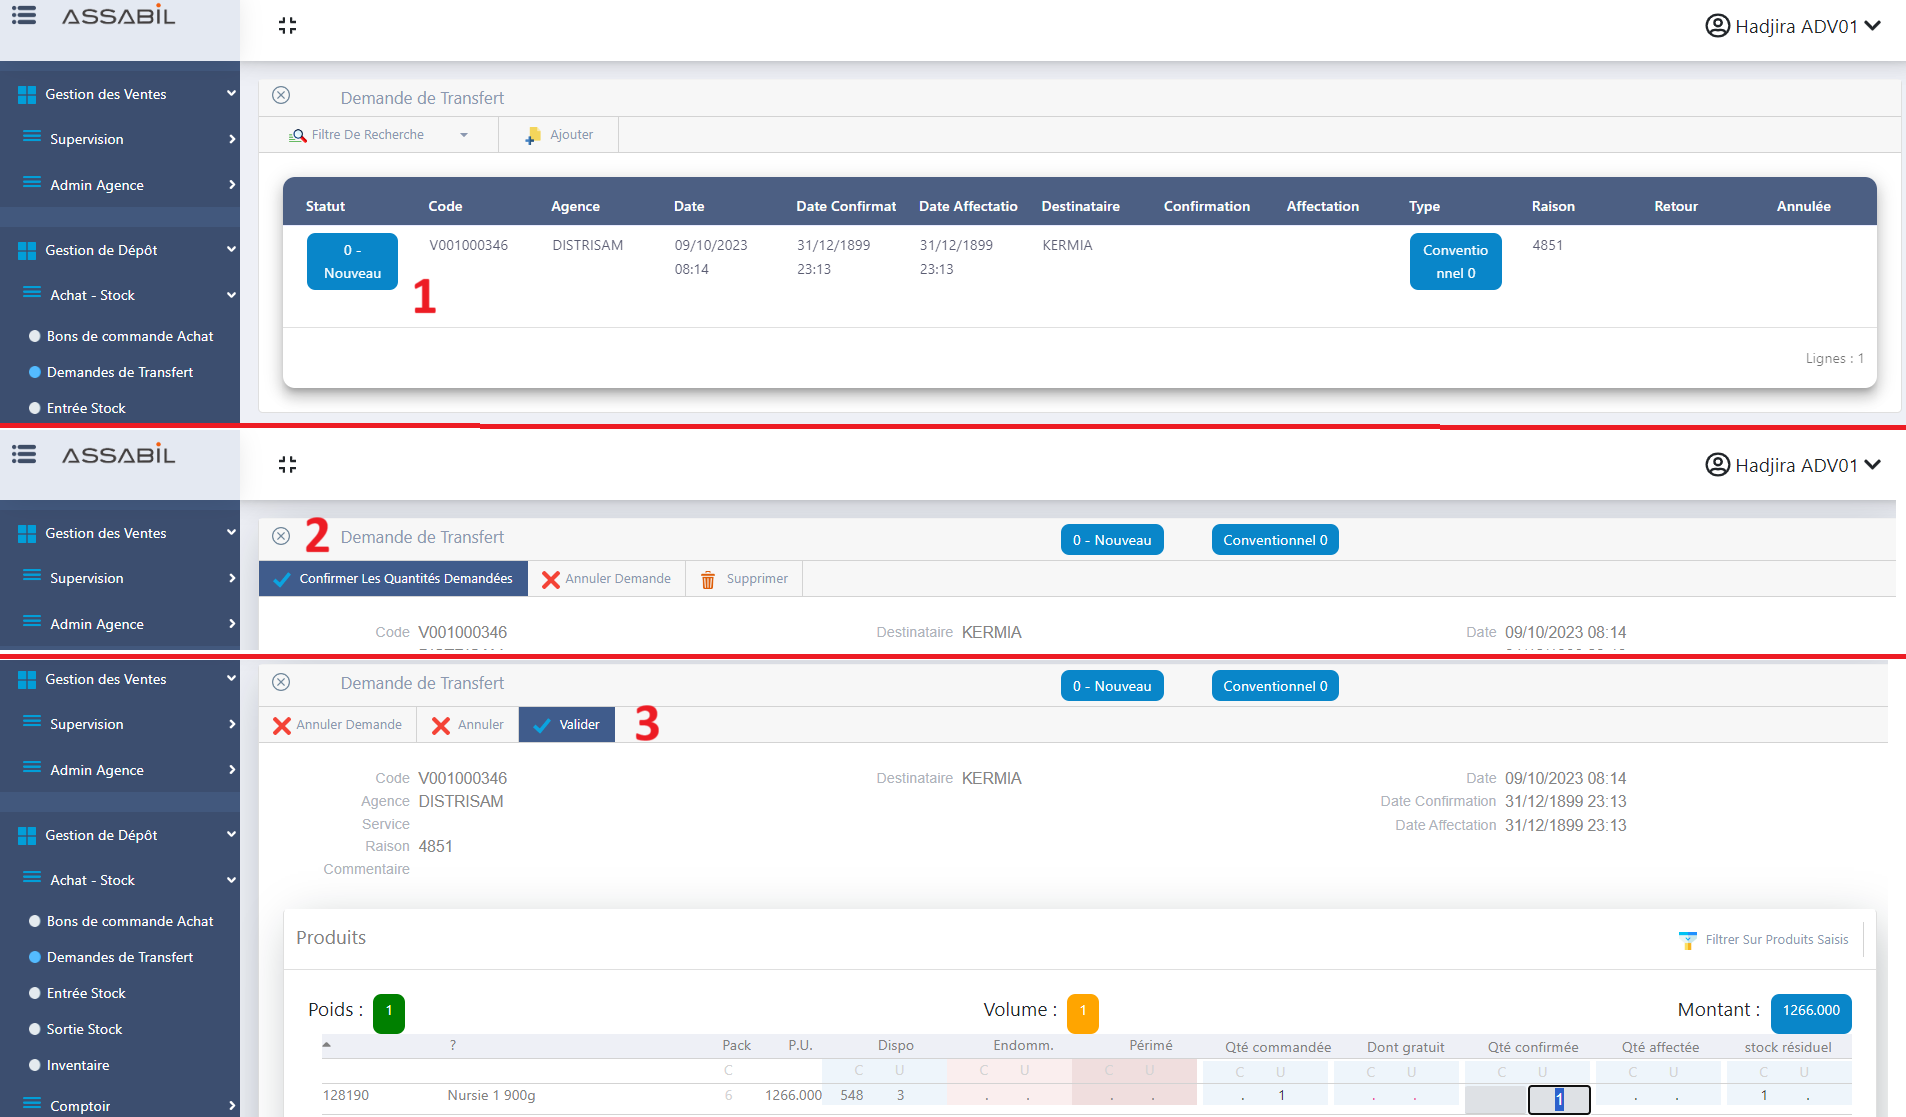 ASSABIL
Hadjira ADV01
Gestion des Ventes
Supervision
Admin Agence
Gestion de Dépôt
Achat - Stock
Bons de commande Achat
Demandes de Transfert
Entrée Stock
Demande de Transfert
Filtre De Recherche Ajouter
Statut Code Agence Date Date Confirmat Date Affectatio Destinataire Confirmation Affectation Type Raison Retour Annulée
0 - V001000346 DISTRISAM 09/10/2023 31/12/1899 31/12/1899 KERMIA Conventio 4851
Nouveau 08:14 23:13 23:13 nnel 0
1
Lignes : 1
ASSABIL
Hadjira ADV01
Gestion des Ventes
Supervision
Admin Agence
2 Demande de Transfert 0 - Nouveau Conventionnel 0
Confirmer Les Quantités Demandées Annuler Demande Supprimer
Code V001000346 Destinataire KERMIA Date 09/10/2023 08:14
Gestion des Ventes
Supervision
Admin Agence
Gestion de Dépôt
Achat - Stock
Bons de commande Achat
Demandes de Transfert
Entrée Stock
Sortie Stock
Inventaire
Comptoir
Demande de Transfert 0 - Nouveau Conventionnel 0
Annuler Demande Annuler Valider 3
Code V001000346 Destinataire KERMIA Date 09/10/2023 08:14
Agence DISTRISAM Date Confirmation 31/12/1899 23:13
Service Date Affectation 31/12/1899 23:13
Raison 4851
Commentaire
Produits Filtrer Sur Produits Saisis
Poids : 1 Volume : 1 Montant : 1266.000
? Pack P.U. Dispo Endomm. Périmé Qté commandée Dont gratuit Qté confirmée Qté affectée stock résiduel
C C U C U C U C U C U C U C U C U
128190 Nursie 1 900g 6 1266.000 548 3 . . . . . 1 . . 1 . . 1 .